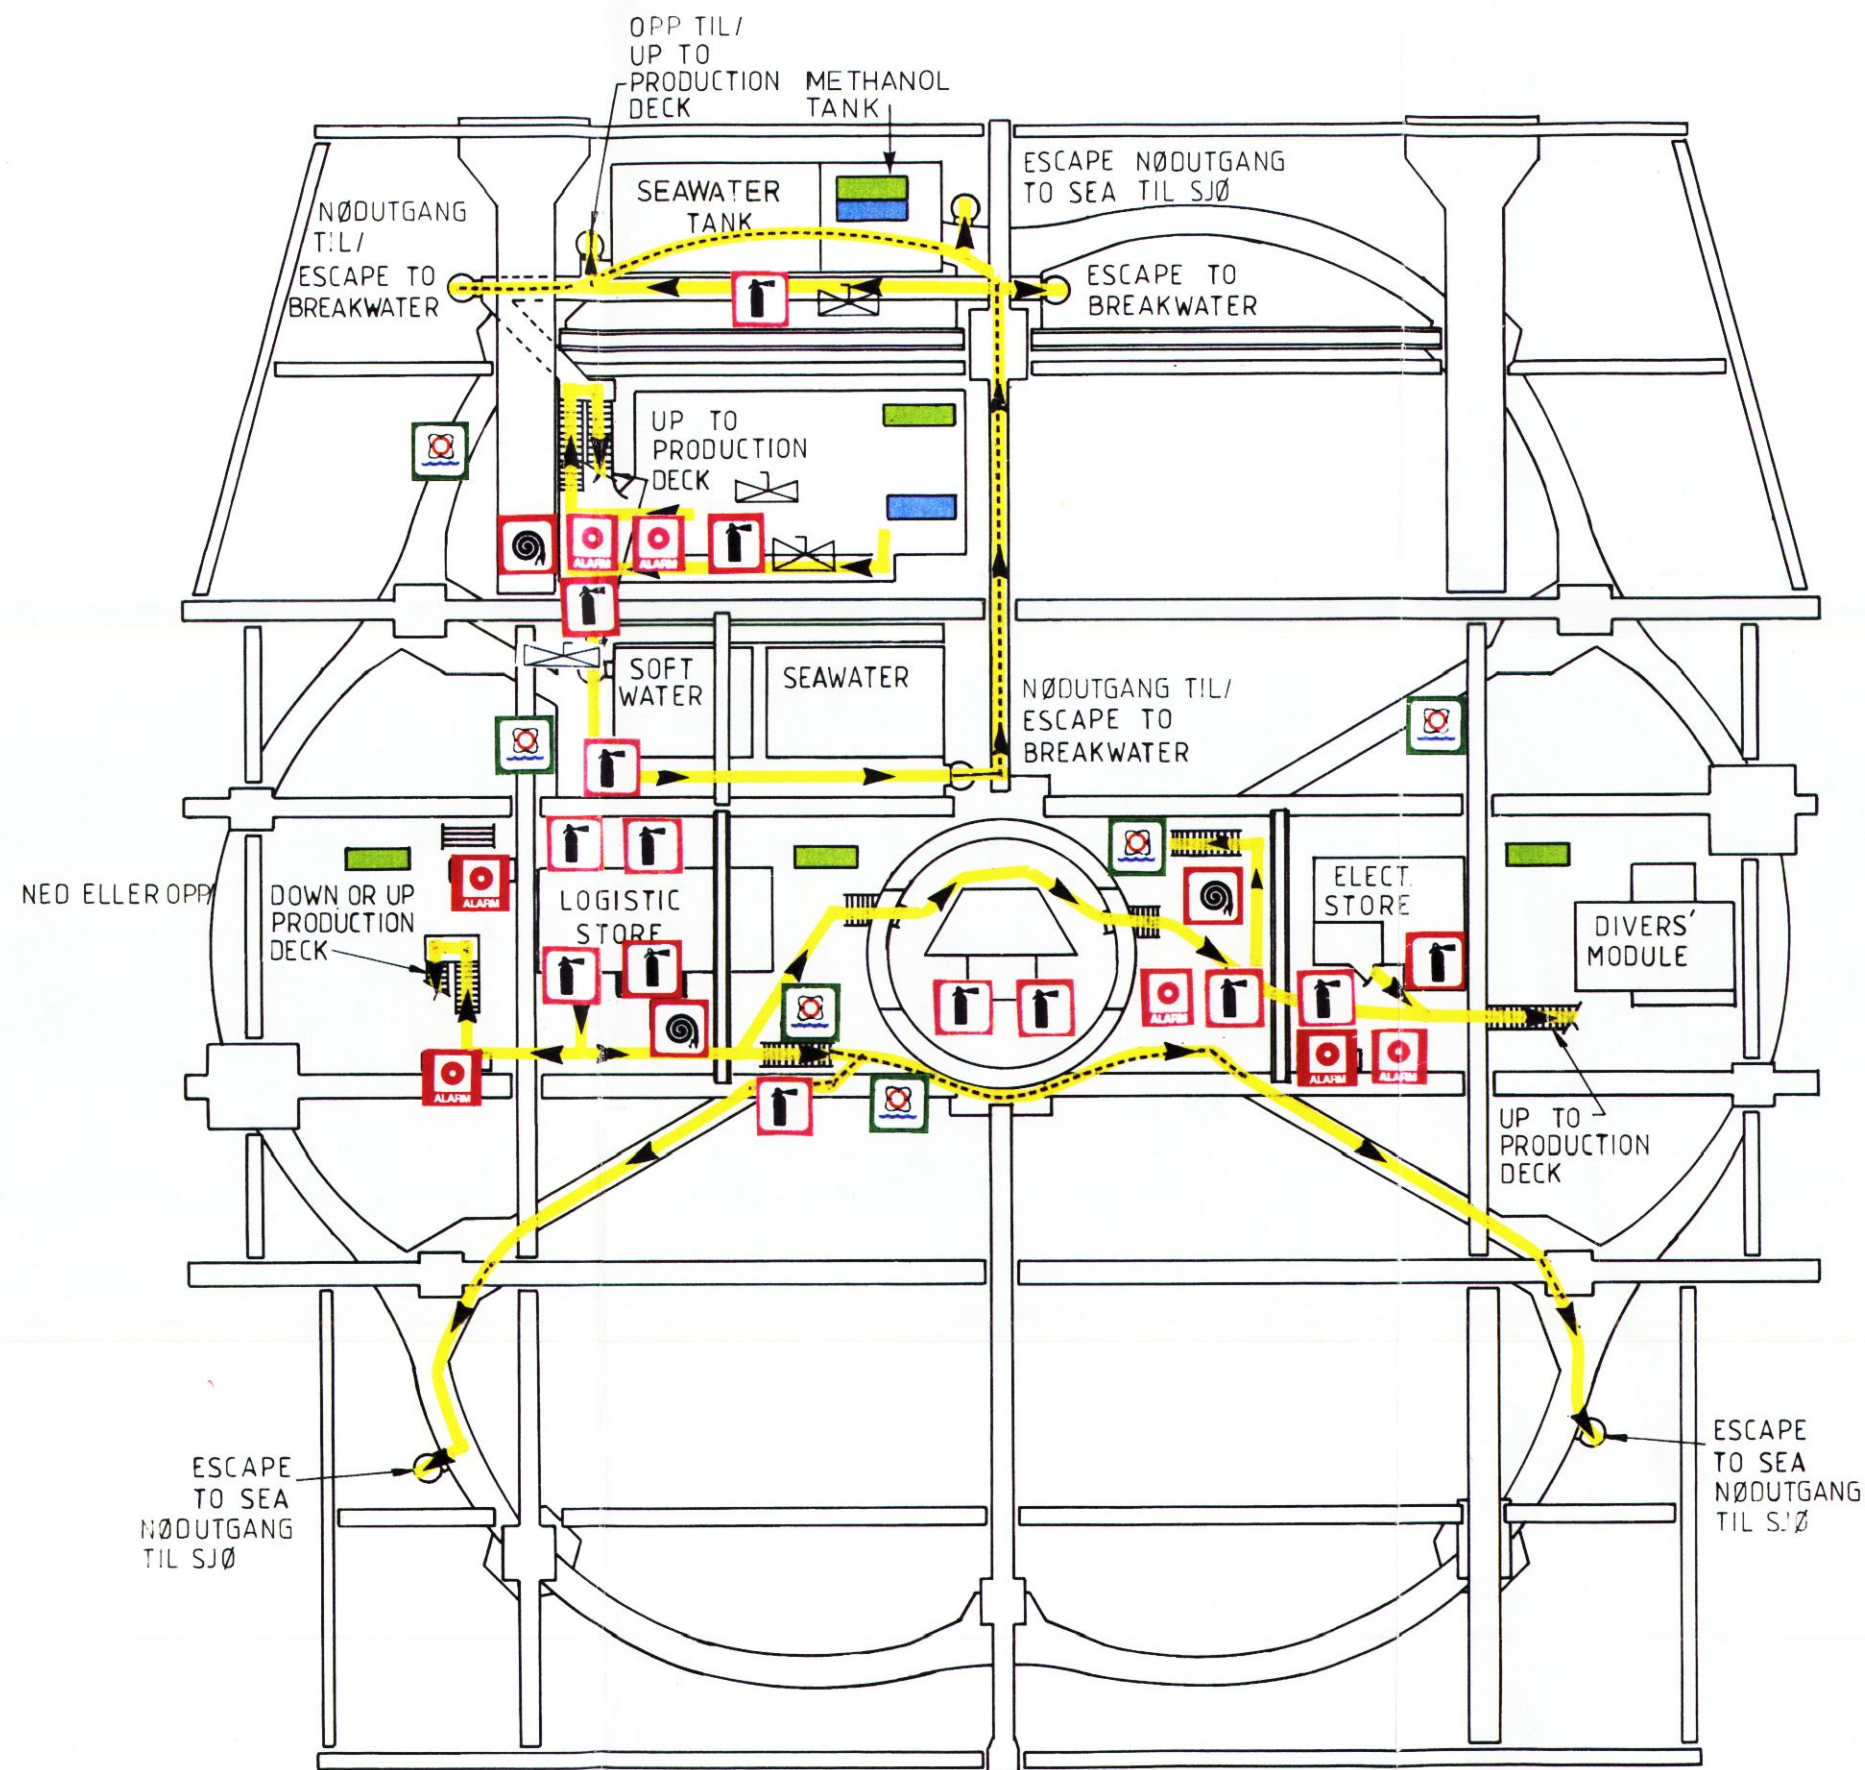 OPP TIL/
UP TO
PRODUCTION
DECK
METHANOL
TANK
ESCAPE NØDUTGANG
TO SEA TIL SJØ
SEAWATER
TANK
NØDUTGANG
TIL/
ESCAPE TO
BREAKWATER
ESCAPE TO
BREAKWATER
UP TO
PRODUCTION
DECK
ALARM
ALARM
SOFT
WATER
SEAWATER
NØDUTGANG TIL/
ESCAPE TO
BREAKWATER
NED ELLER OPP/
DOWN OR UP
PRODUCTION
DECK
ALARM
LOGISTIC
STORE
ELECT.
STORE
DIVERS'
MODULE
ALARM
ALARM
ALARM
ALARM
UP TO
PRODUCTION
DECK
ESCAPE
TO SEA
NØDUTGANG
TIL SJØ
ESCAPE
TO SEA
NØDUTGANG
TIL SJØ